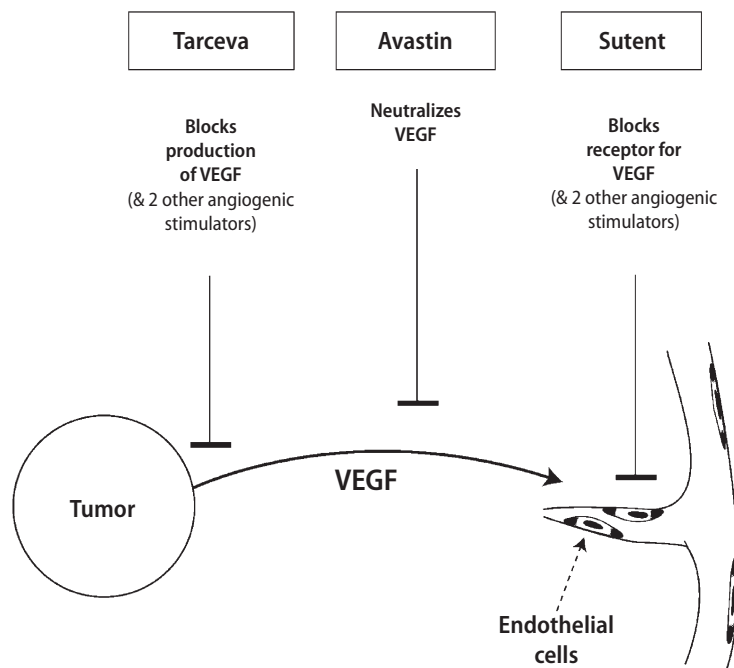 Tarceva
Avastin
Sutent
Blocks
production
of VEGF
(& 2 other angiogenic
stimulators)
Neutralizes
VEGF
Blocks
receptor for
VEGF
(& 2 other angiogenic
stimulators)
Tumor
VEGF
Endothelial
cells